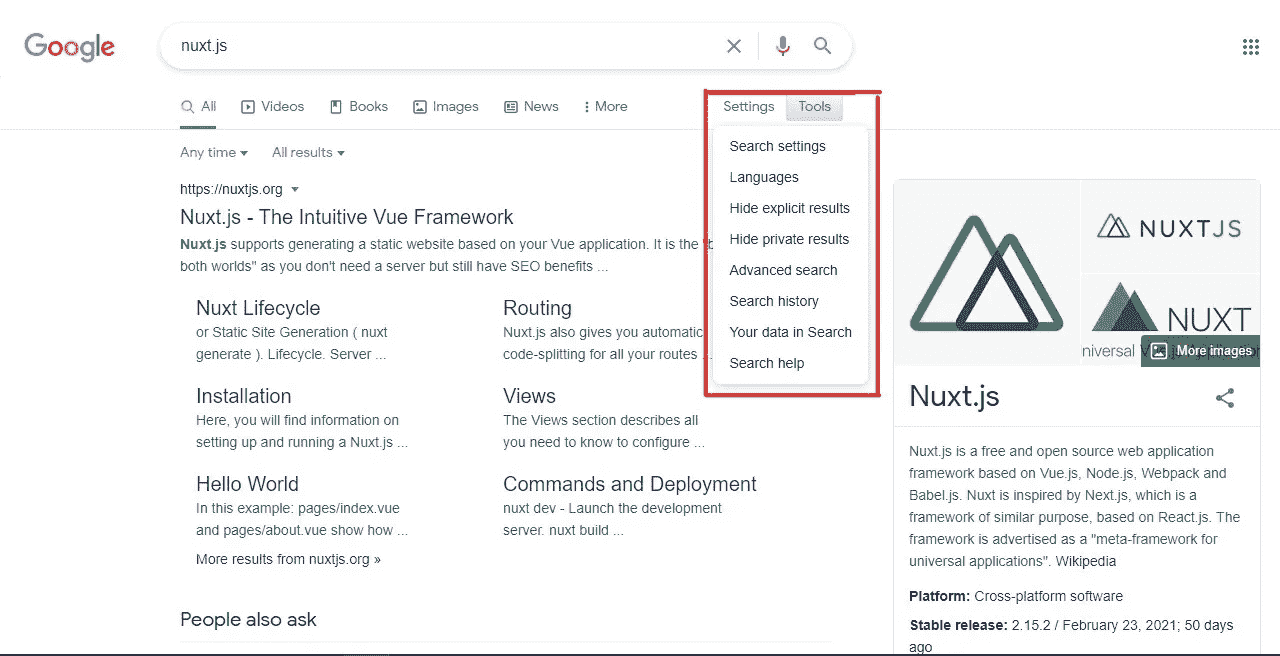 Google
nuxt.js
All
Videos
Books
Images
News
More
Settings
Tools
Any time
All results
Search settings
Languages
Hide explicit results
Hide private results
Advanced search
Search history
Your data in Search
Search help
https://nuxtjs.org
Nuxt.js - The Intuitive Vue Framework
Nuxt.js supports generating a static website based on your Vue application. It is the "b
both worlds" as you don't need a server but still have SEO benefits ...
Nuxt Lifecycle
or Static Site Generation ( nuxt
generate ). Lifecycle. Server ...
Routing
Nuxt.js also gives you automatic
code-splitting for all your routes ...
Installation
Here, you will find information on
setting up and running a Nuxt.js ...
Views
The Views section describes all
you need to know to configure ...
Hello World
In this example: pages/index.vue
and pages/about.vue show how ...
Commands and Deployment
nuxt dev - Launch the development
server. nuxt build ...
More results from nuxtjs.org »
People also ask
NUXTJS
NUXT
More images
Nuxt.js
Nuxt.js is a free and open source web application
framework based on Vue.js, Node.js, Webpack and
Babel.js. Nuxt is inspired by Next.js, which is a
framework of similar purpose, based on React.js. The
framework is advertised as a "meta-framework for
universal applications". Wikipedia
Platform: Cross-platform software
Stable release: 2.15.2 / February 23, 2021; 50 days
ago